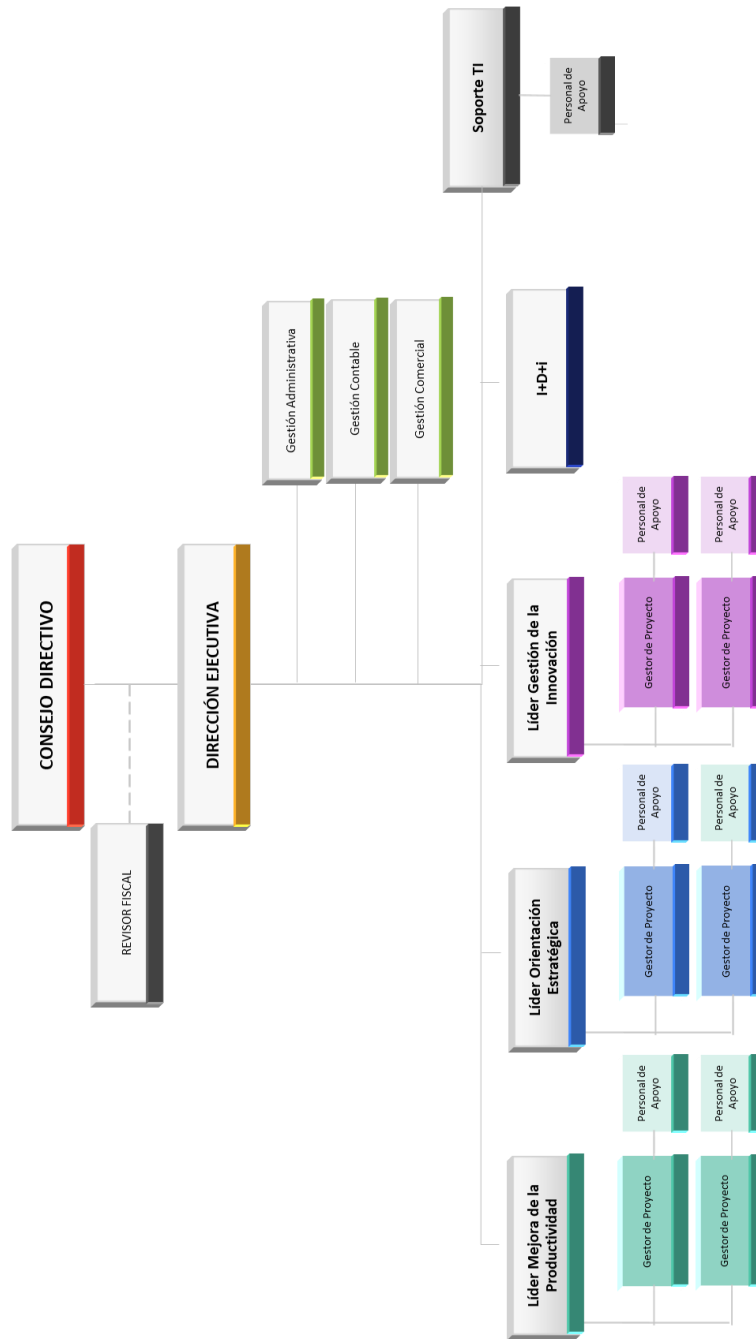 CONSEJO DIRECTIVO
REVISOR FISCAL
DIRECCIÓN EJECUTIVA
Gestión Administrativa
Gestión Contable
Gestión Comercial
Líder Mejora de la
Productividad
Gestor de Proyecto
Personal de
Apoyo
Gestor de Proyecto
Personal de
Apoyo
Líder Orientación
Estratégica
Gestor de Proyecto
Personal de
Apoyo
Gestor de Proyecto
Personal de
Apoyo
Líder Gestión de la
Innovación
Gestor de Proyecto
Personal de
Apoyo
Gestor de Proyecto
Personal de
Apoyo
I+D+i
Soporte TI
Personal de
Apoyo